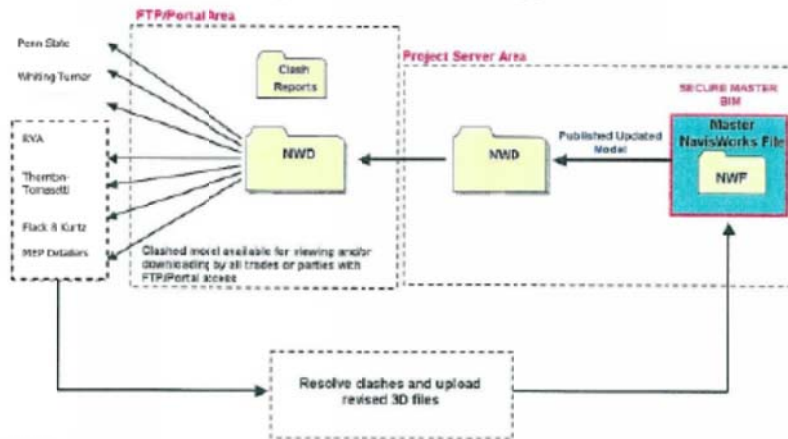 FTP/Portal Area
Penn State
Whiting Turner
Clash
Reports
Project Server Area
SECURE MASTER
BIM
Master
NavisWorks File
NWF
Published Updated
Model
NWD
NWD
RVA
Thornton-
Tomasetti
Flack & Kurtz
MEP Detailers
Clashed model available for viewing and/or
downloading by all trades or parties with
FTP/Portal access
Resolve clashes and upload
revised 3D files